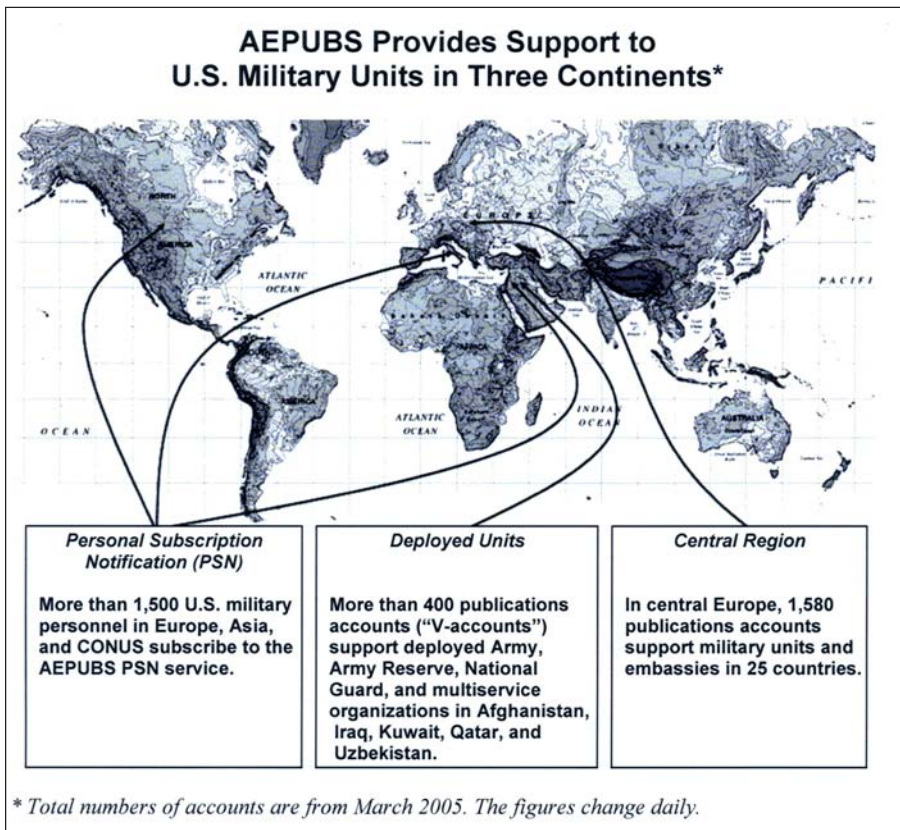 AEPUBS Provides Support to
U.S. Military Units in Three Continents*
NORTH
AMERICA
ATLANTIC
OCEAN
EUROPE
PACIFI
AFRICA
AMERICA
OCEAN
ATLANTIC
OCEAN
INDIAN
OCEAN
AUSTRALIA
Personal Subscription
Notification (PSN)
More than 1,500 U.S. military
personnel in Europe, Asia,
and CONUS subscribe to the
AEPUBS PSN service.
Deployed Units
More than 400 publications
accounts (“V-accounts”)
support deployed Army,
Army Reserve, National
Guard, and multiservice
organizations in Afghanistan,
Iraq, Kuwait, Qatar, and
Uzbekistan.
Central Region
In central Europe, 1,580
publications accounts
support military units and
embassies in 25 countries.
* Total numbers of accounts are from March 2005. The figures change daily.